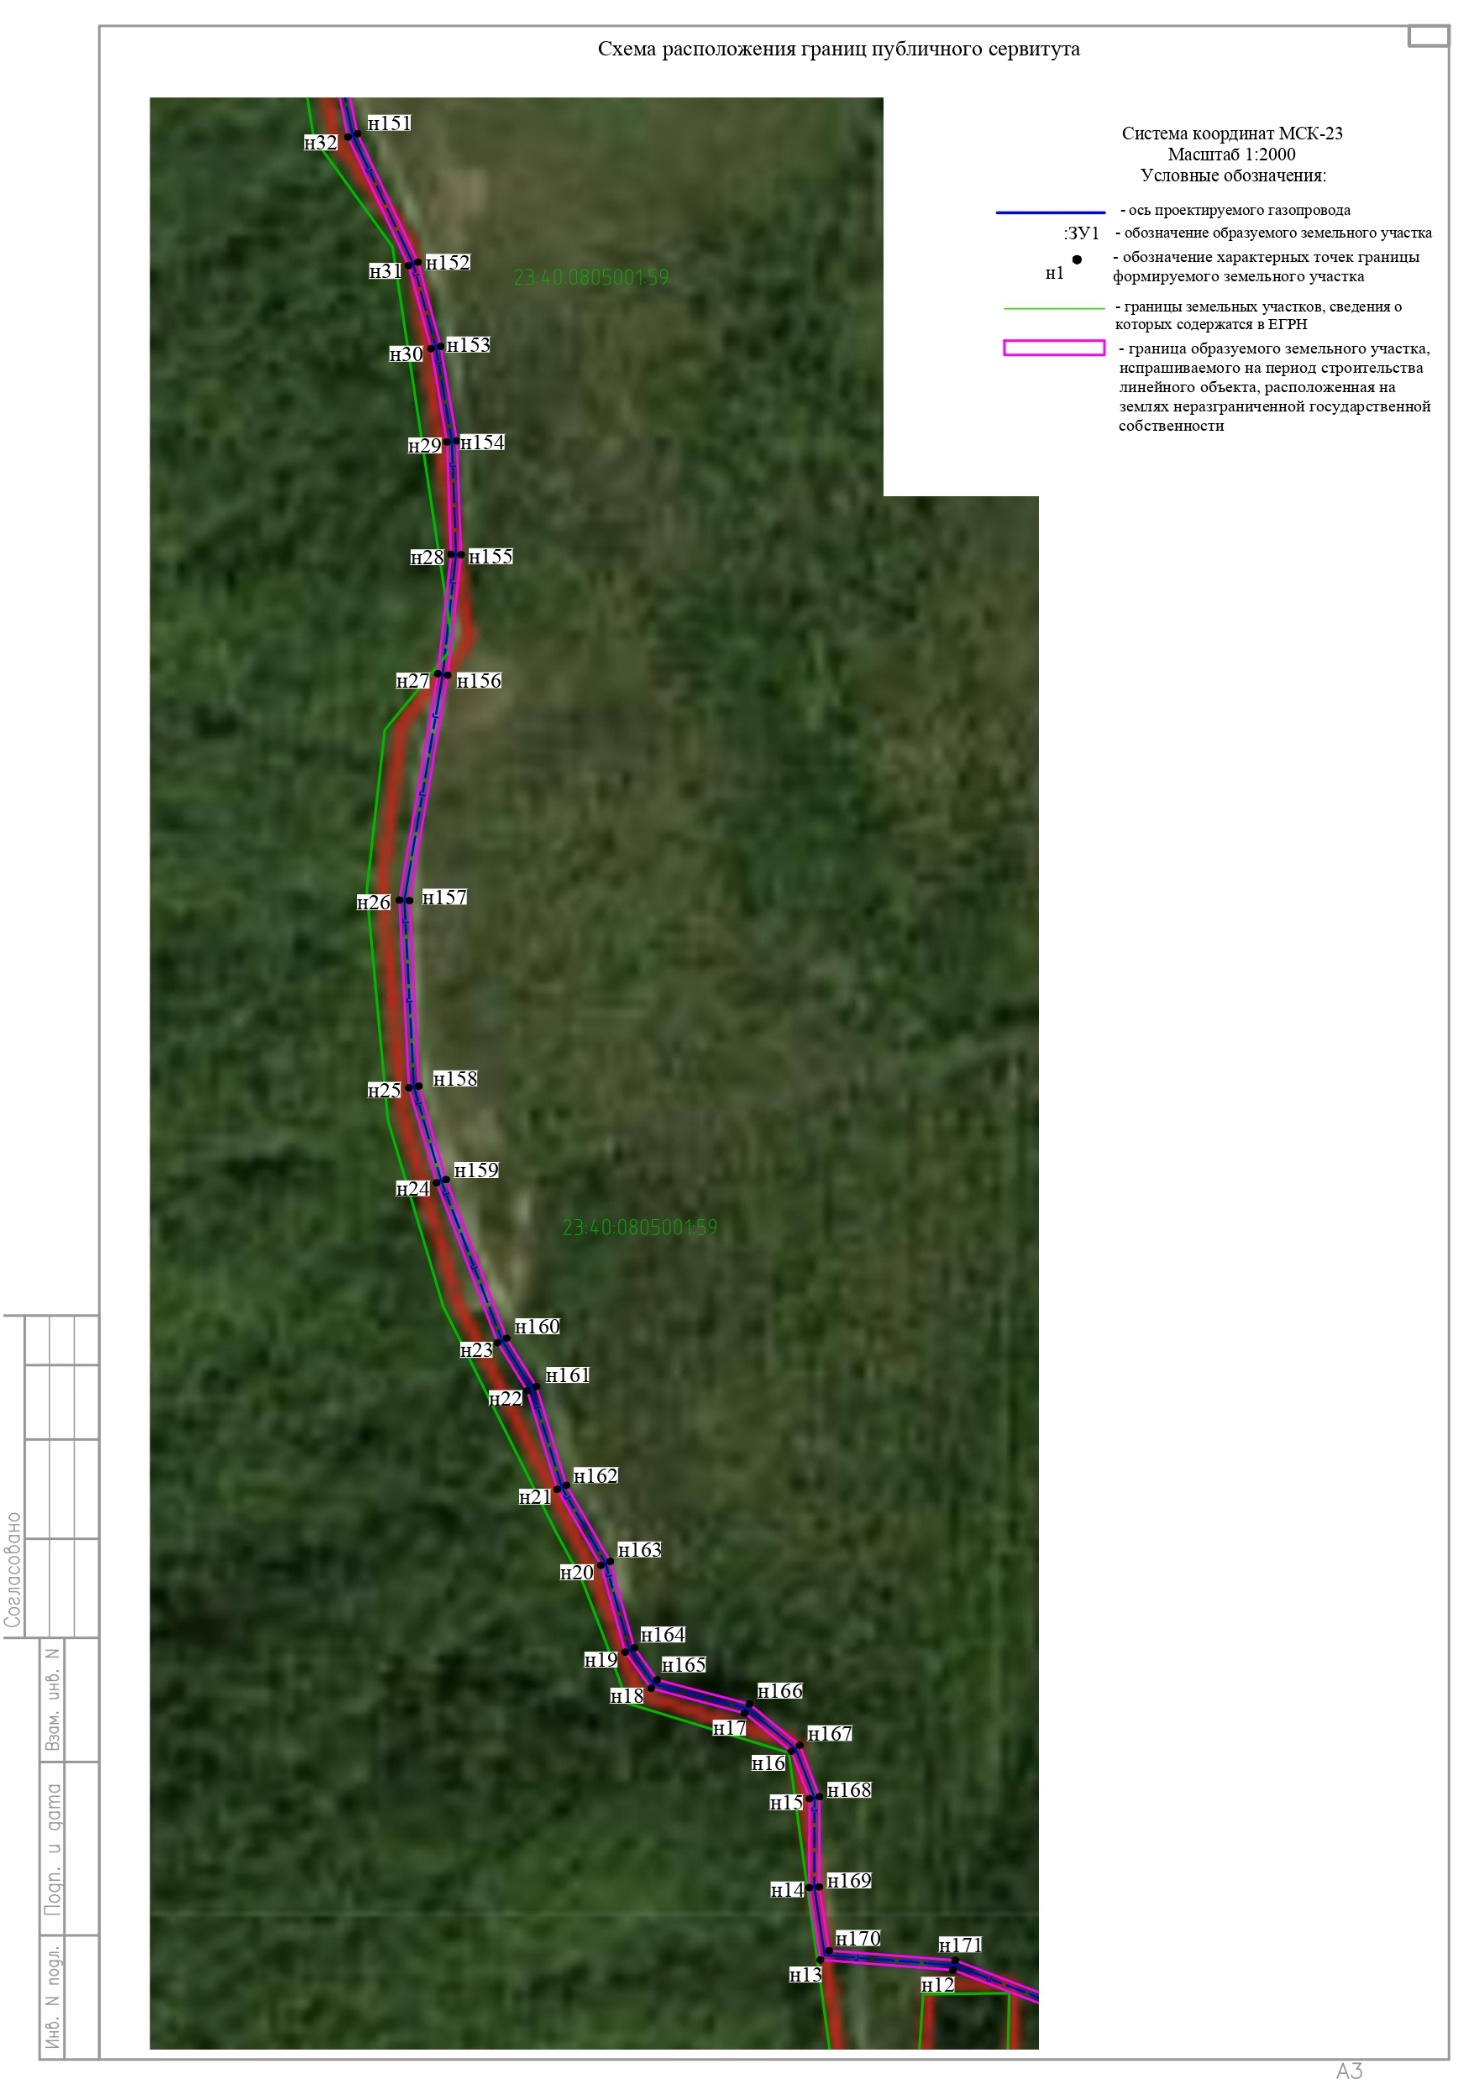 Схема расположения границ публичного сервитута
Система координат МСК-23
Масштаб 1:2000
Условные обозначения:
- ось проектируемого газопровода
:ЗУ1 - обозначение образуемого земельного участка
н1 - обозначение характерных точек границы
формируемого земельного участка
- границы земельных участков, сведения о
которых содержатся в ЕГРН
- граница образуемого земельного участка,
испрашиваемого на период строительства
линейного объекта, расположенная на
землях неразграниченной государственной
собственности
н151
н32
н152
н31
23:40:0805001:59
н153
н30
н154
н29
н28
н155
н27
н156
н26
н157
н25
н158
н159
н24
23:40:0805001:59
н160
н23
н161
н22
н162
н21
н163
н20
н164
н19
н165
н18
н166
н17
н167
н16
н168
н15
н169
н14
н170
н171
н13
н12
Согласовано
Взам. инв. N
Подп. и дата
Инв. N подл.
А3